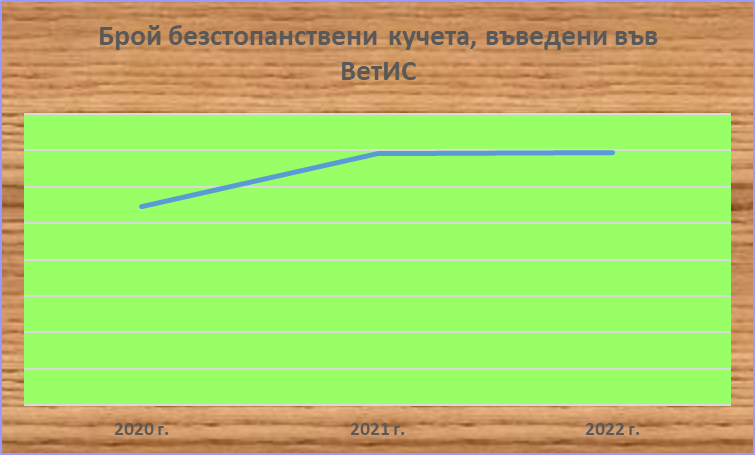 Брой безстопанствени кучета, въведени във
ВетИС
2020 г.
2021 г.
2022 г.